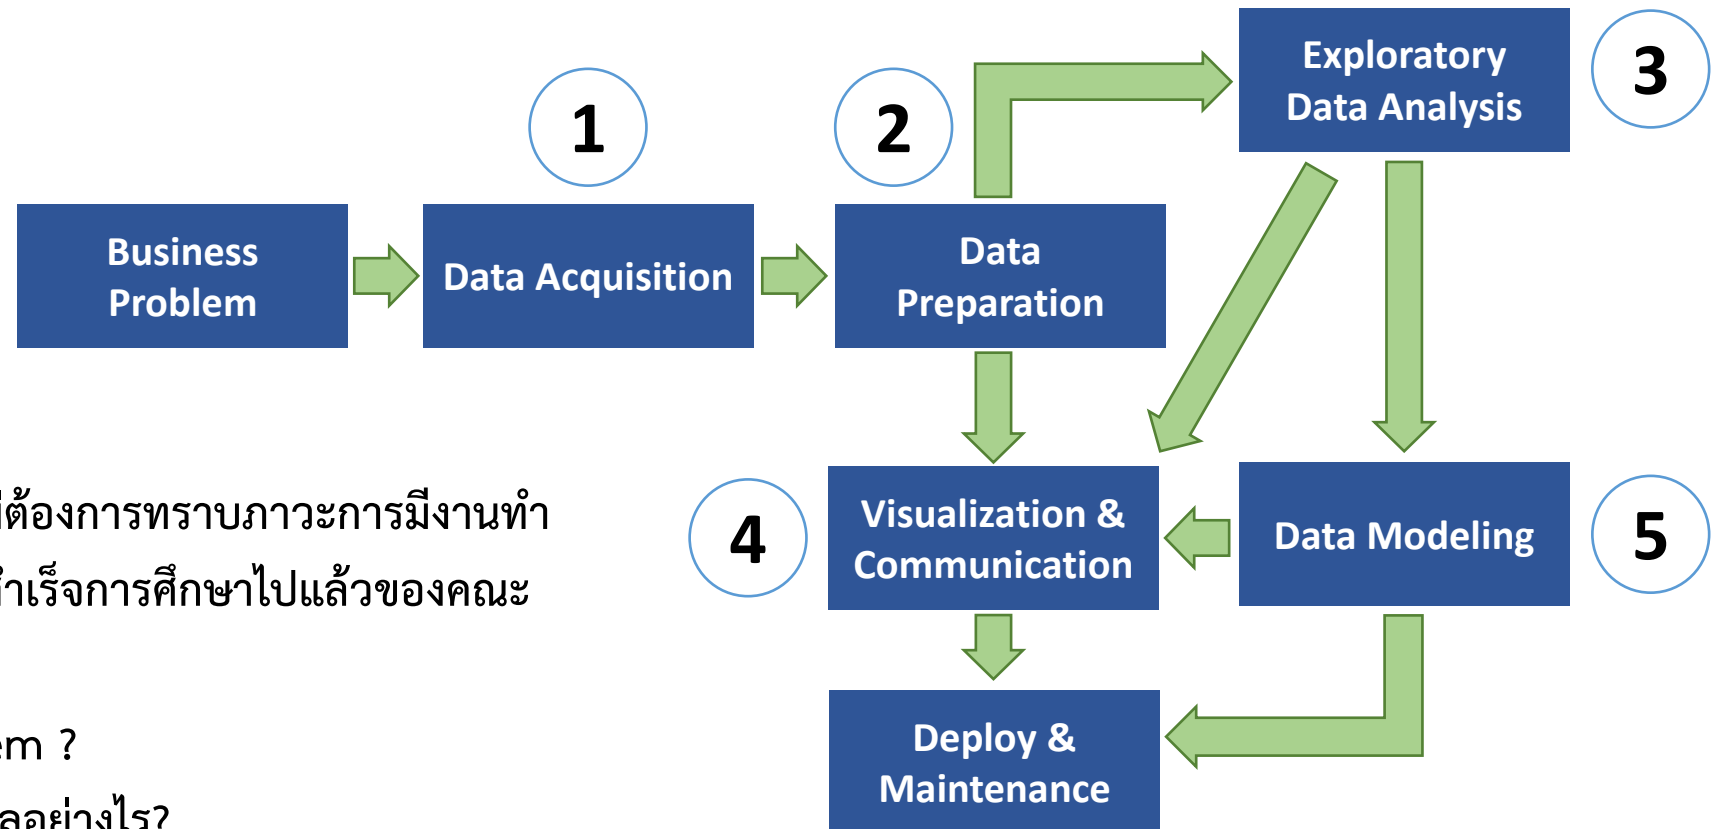 Exploratory
Data Analysis
3
1
2
Business
Problem
Data Acquisition
Data
Preparation
ต้องการทราบภาวะการมีงานทำ
สำเร็จการศึกษาไปแล้วของคณะ
4
Visualization &
Communication
Data Modeling
5
em ?
อย่างไร?
Deploy &
Maintenance